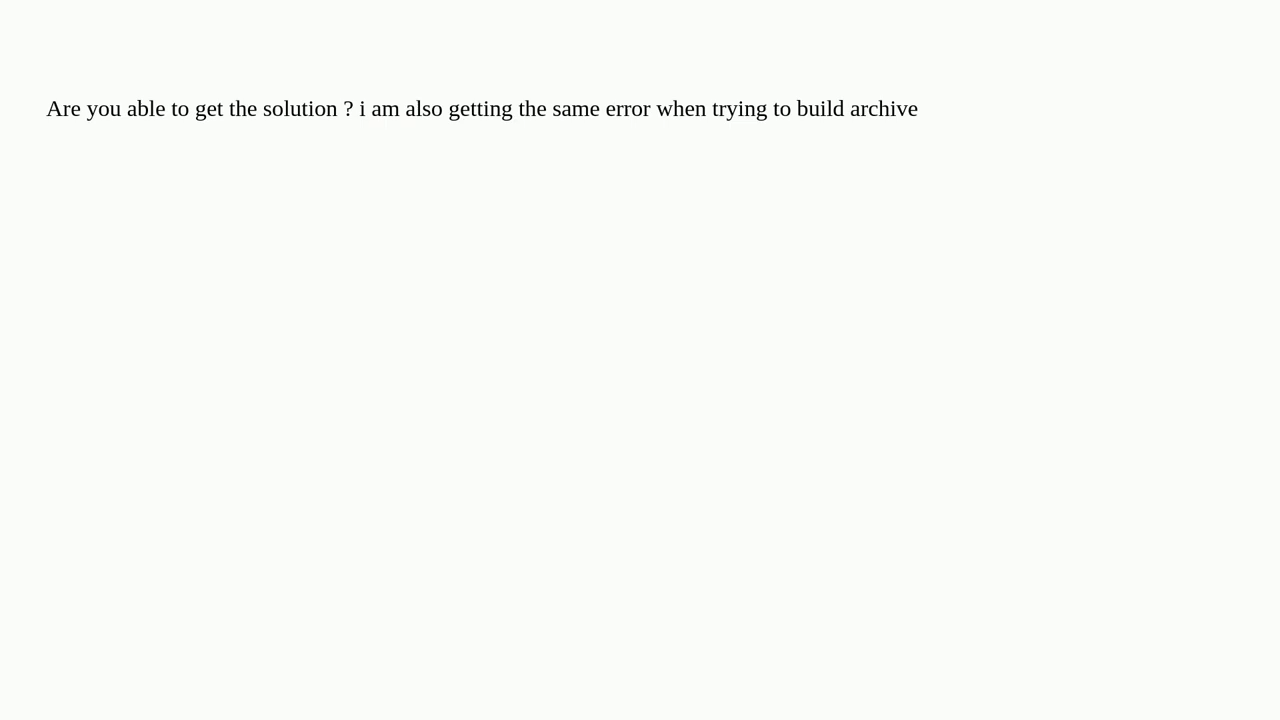 Are you able to get the solution ? i am also getting the same error when trying to build archive